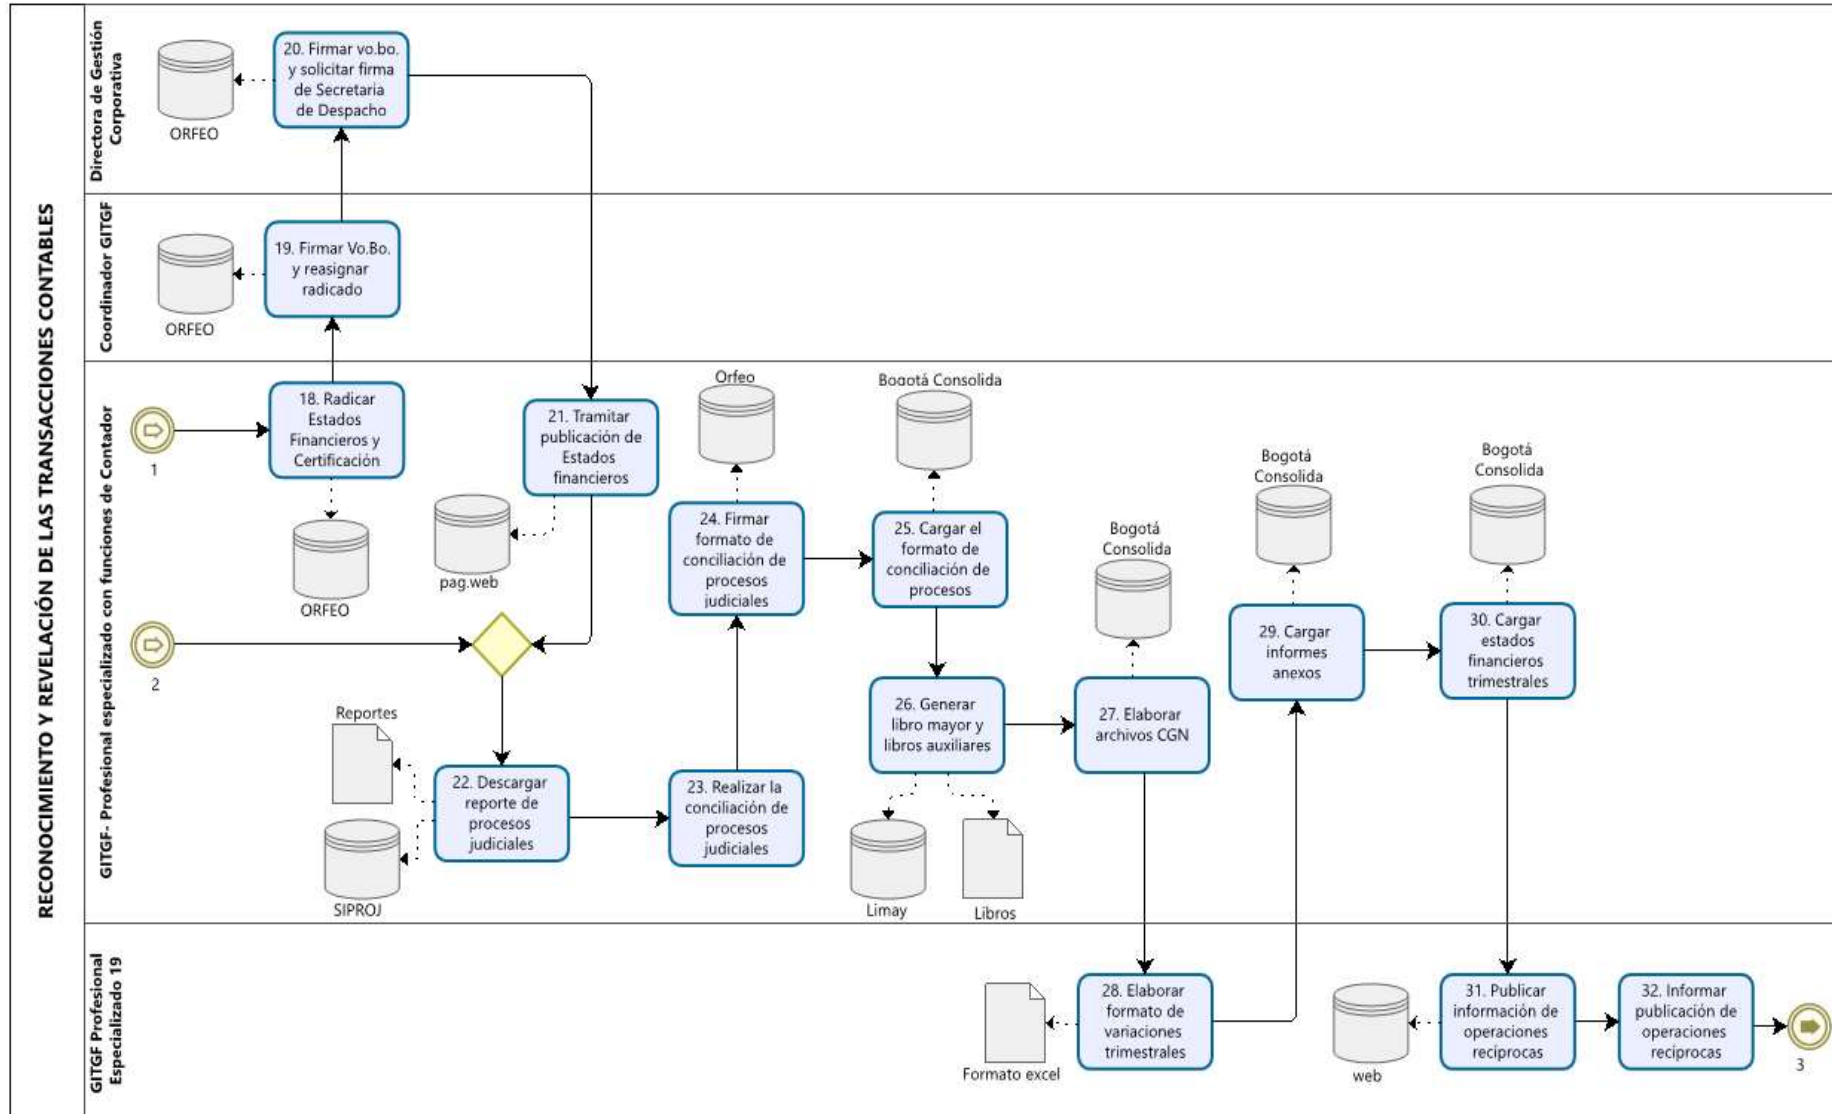 RECONOCIMIENTO Y REVELACIÓN DE LAS TRANSACCIONES CONTABLES
Directora de Gestión
Corporativa
20. Firmar vo.bo.
y solicitar firma
de Secretaria
de Despacho
ORFEO
Coordinador GITGF
19. Firmar Vo.Bo.
y reasignar
radicado
ORFEO
GITGF- Profesional especializado con funciones de Contador
1
18. Radicar
Estados
Financieros y
Certificación
ORFEO
21. Tramitar
publicación de
Estados
financieros
pag.web
2
Reportes
22. Descargar
reporte de
procesos
judiciales
SIPROJ
23. Realizar la
conciliación de
procesos
judiciales
Orfeo
24. Firmar
formato de
conciliación de
procesos
judiciales
Bogotá Consolida
25. Cargar el
formato de
conciliación de
procesos
26. Generar
libro mayor y
libros auxiliares
Limay
Libros
Bogotá
Consolida
27. Elaborar
archivos CGN
Bogotá
Consolida
29. Cargar
informes
anexos
Bogotá
Consolida
30. Cargar
estados
financieros
trimestrales
GITGF Profesional
Especializado 19
28. Elaborar
formato de
variaciones
trimestrales
Formato excel
31. Publicar
información de
operaciones
recíprocas
web
32. Informar
publicación de
operaciones
recíprocas
3